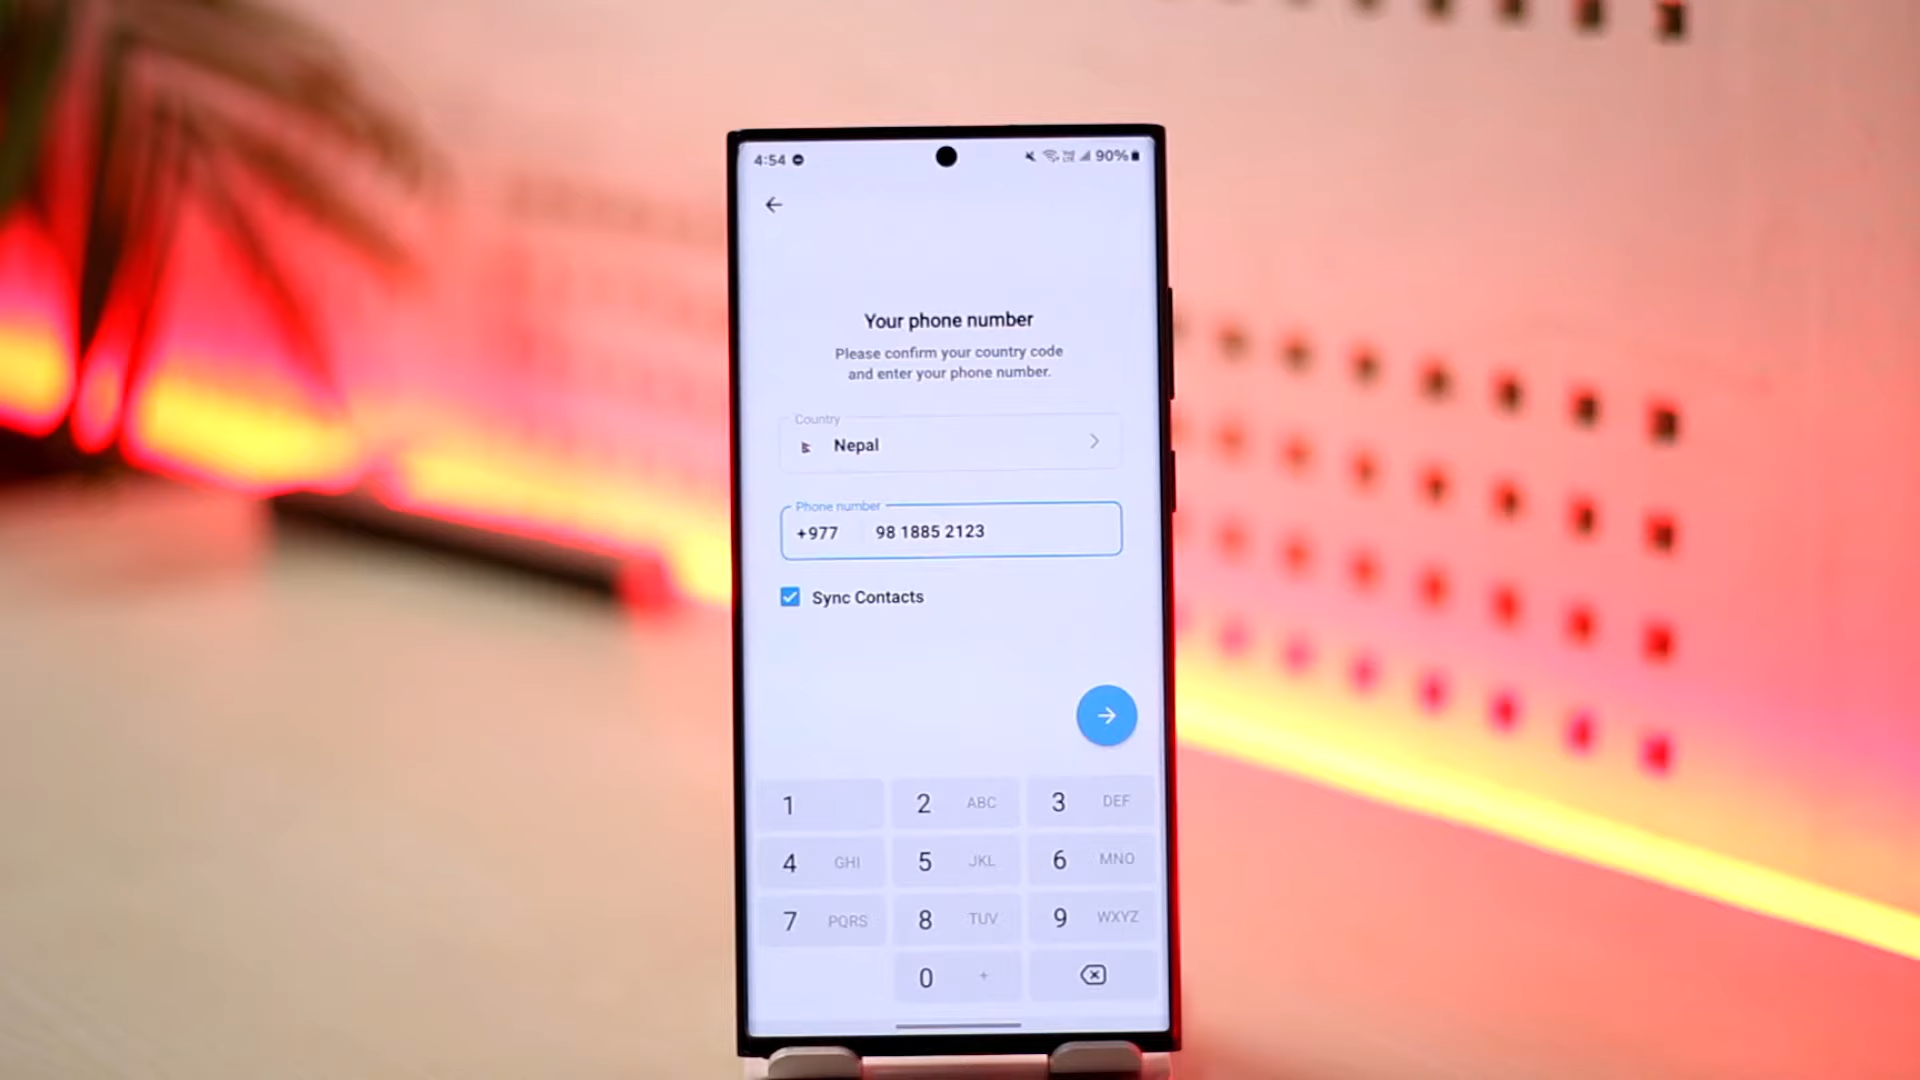 4:54
90%
Your phone number
Please confirm your country code
and enter your phone number.
Country
Nepal
Phone number
+977 98 1885 2123
Sync Contacts
1
2 ABC
3 DEF
4 GHI
5 JKL
6 MNO
7 PQRS
8 TUV
9 WXYZ
0 +